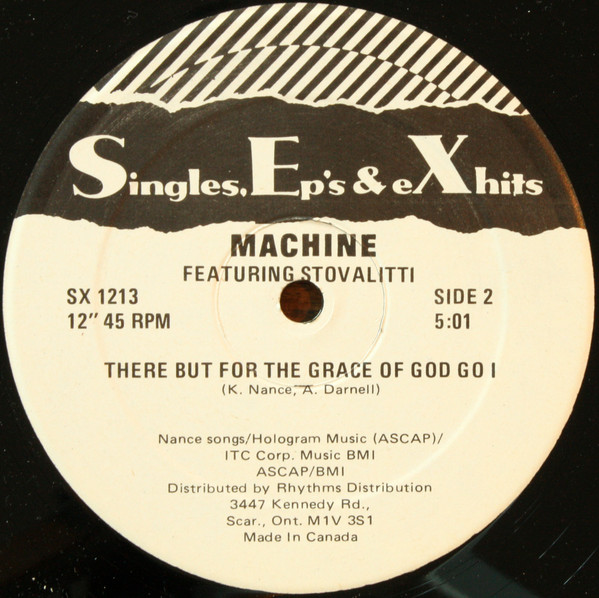 Singles, Ep's & eXhits
MACHINE
FEATURING STOVALITTI
SX 1213
12" 45 RPM
SIDE 2
5:01
THERE BUT FOR THE GRACE OF GOD GO I
(K. Nance, A. Darnell)
Nance songs/Hologram Music (ASCAP)/
ITC Corp. Music BMI
ASCAP/BMI
Distributed by Rhythms Distribution
3447 Kennedy Rd.,
Scar., Ont. M1V 3S1
Made In Canada